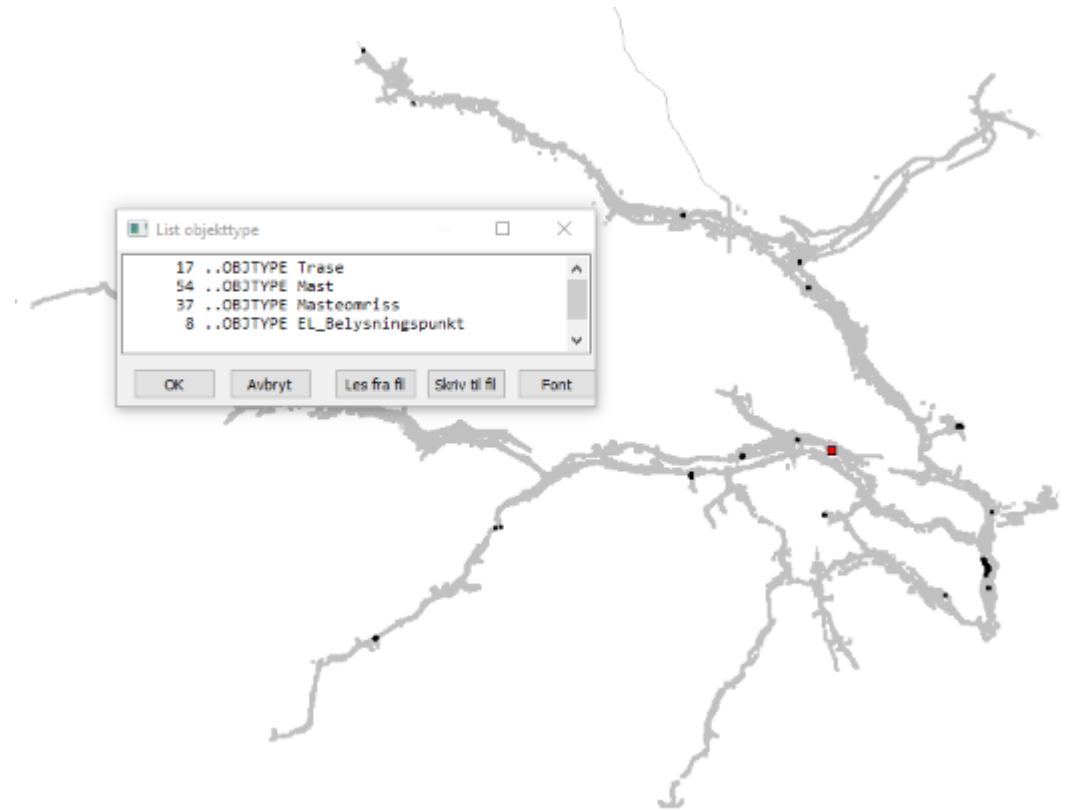 List objekttype
17 ..OBJTYPE Trase
54 ..OBJTYPE Mast
37 ..OBJTYPE Masteomriss
8 ..OBJTYPE EL_Belysningspunkt
OK Avbryt Les fra fil Skriv til fil Font